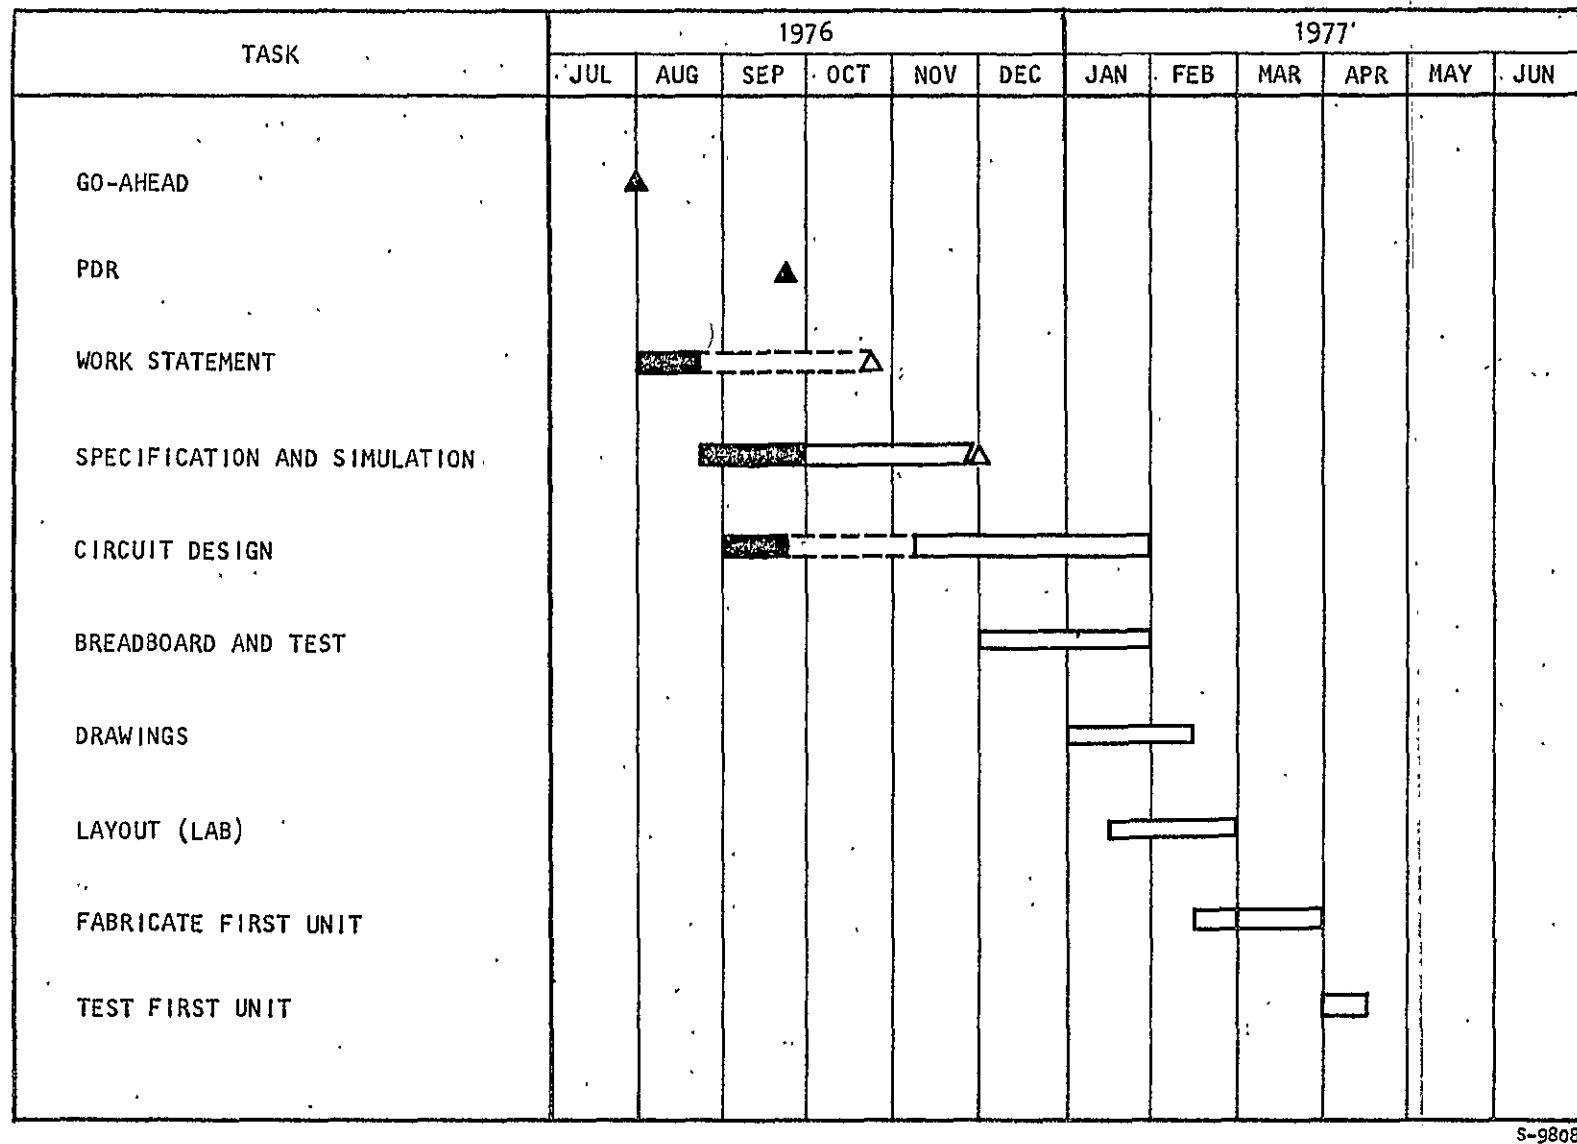 TASK
1976
1977
JUL AUG SEP OCT NOV DEC JAN FEB MAR APR MAY JUN
GO-AHEAD
PDR
WORK STATEMENT
SPECIFICATION AND SIMULATION
CIRCUIT DESIGN
BREADBOARD AND TEST
DRAWINGS
LAYOUT (LAB)
FABRICATE FIRST UNIT
TEST FIRST UNIT
S-9808